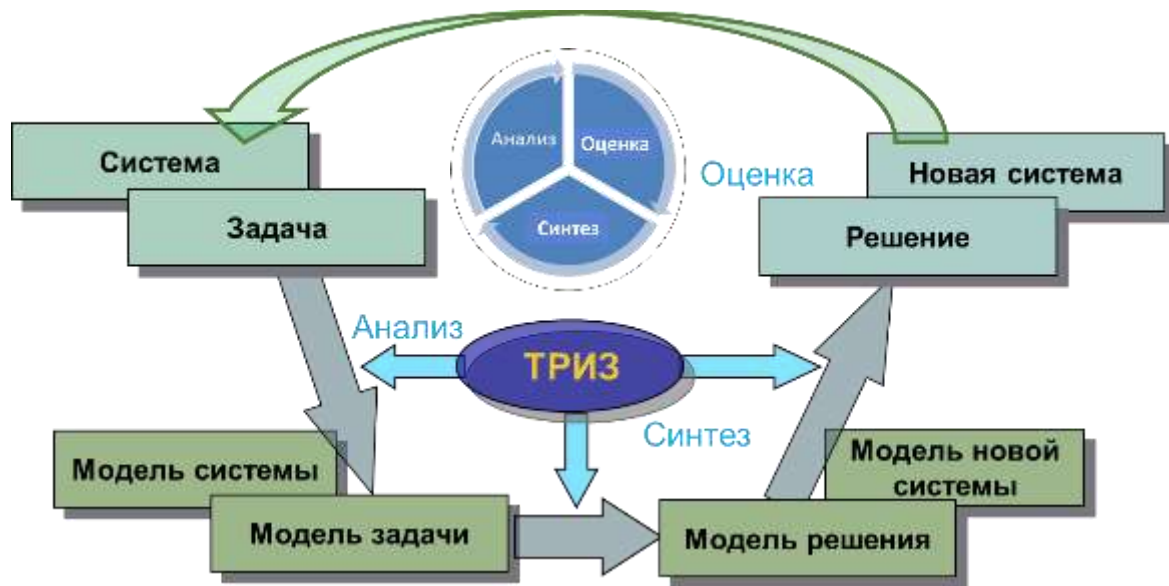 Анализ
Оценка
Синтез
Система
Задача
Оценка
Новая система
Решение
Анализ
ТРИЗ
Синтез
Модель системы
Модель задачи
Модель новой
системы
Модель решения